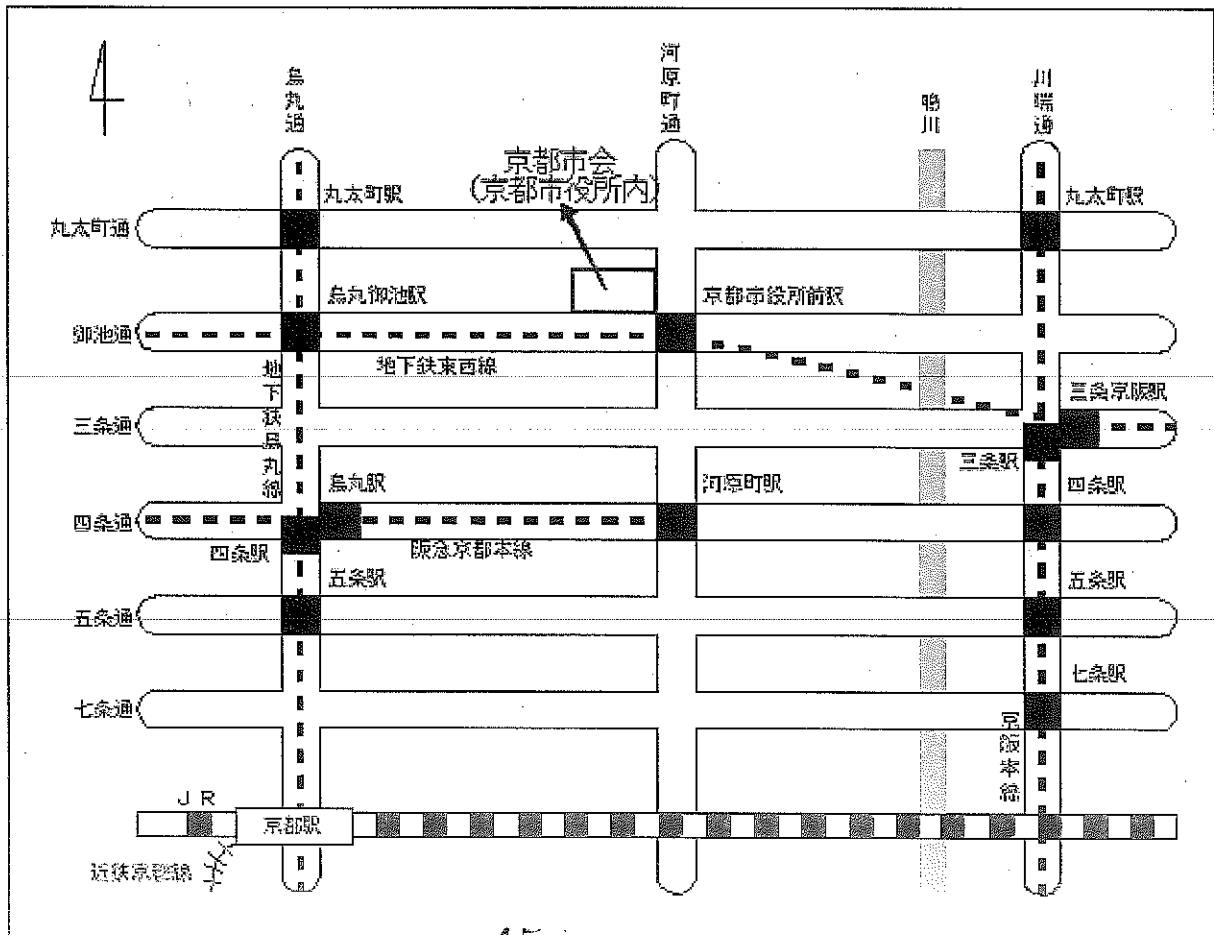 烏丸通
河原町通
鴨川
川端通
京都市会
(京都市役所内)
丸太町駅
丸太町駅
丸太町通
烏丸御池駅
京都市役所前駅
御池通
地下鉄東西線
地下鉄烏丸線
三条京阪駅
三条通
三条駅
烏丸駅
河原町駅
四条駅
四条通
四条駅
阪急京都本線
五条駅
五条駅
五条通
七条駅
七条通
京阪本線
JR
京都駅
近鉄京都線